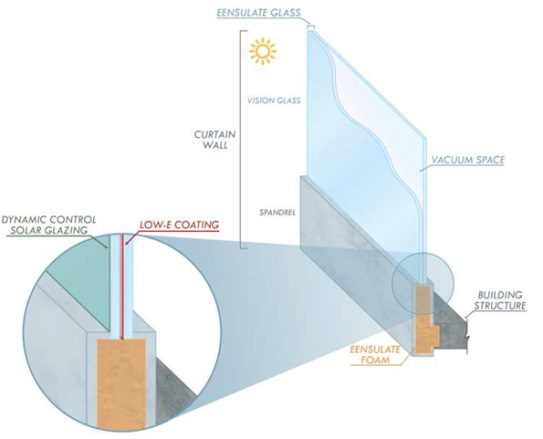 EENSULATE GLASS
VISION GLASS
CURTAIN
WALL
VACUUM SPACE
SPANDREL
DYNAMIC CONTROL
SOLAR GLAZING
LOW-E COATING
BUILDING
STRUCTURE
EENSULATE
FOAM